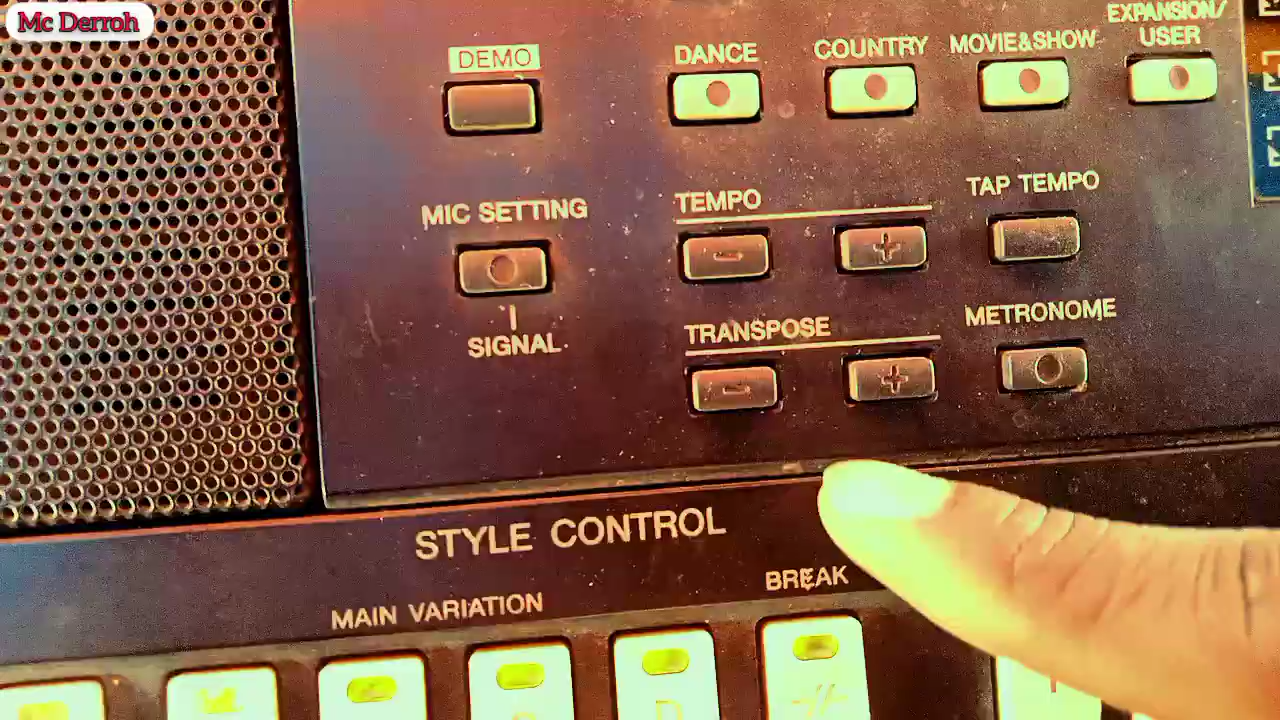 Mc Derroh
EXPANSION/
USER
DEMO
DANCE
COUNTRY
MOVIE&SHOW
MIC SETTING
TEMPO
TAP TEMPO
- +
SIGNAL
TRANSPOSE
METRONOME
- +
STYLE CONTROL
MAIN VARIATION
BREAK
D